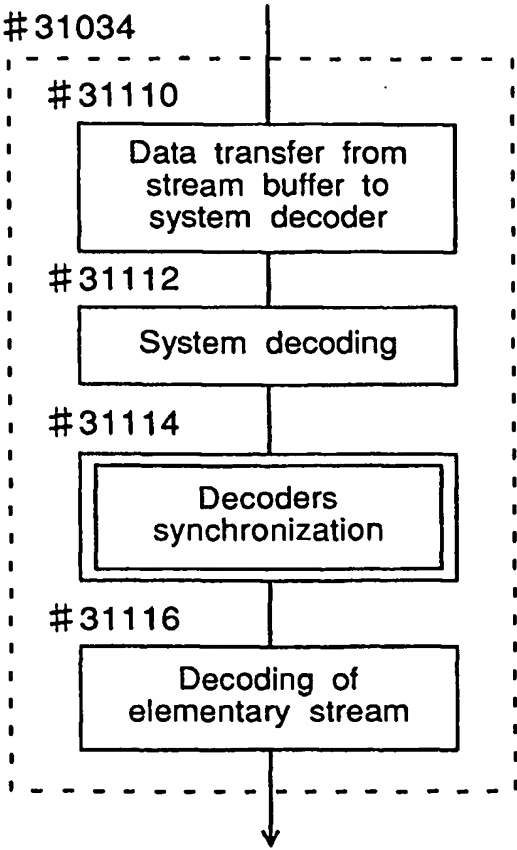 #31034
#31110
Data transfer from
stream buffer to
system decoder
#31112
System decoding
#31114
Decoders
synchronization
#31116
Decoding of
elementary stream